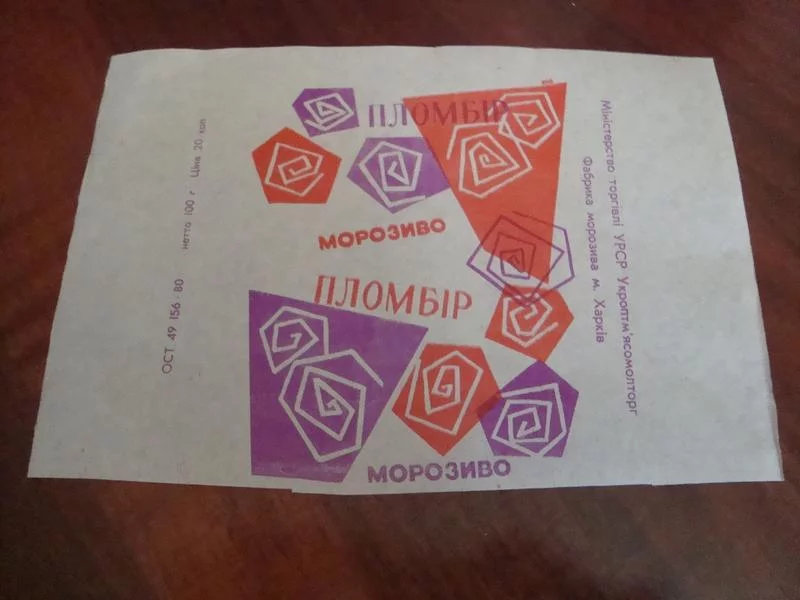 ПЛОМБІР
МОРОЗИВО
ПЛОМБІР
МОРОЗИВО
ОСТ 49 156-80 нетто 100 г Ціна 20 коп
Міністерство торгівлі УРСР Укроптм'ясомолторг
Фабрика морозива м. Харків